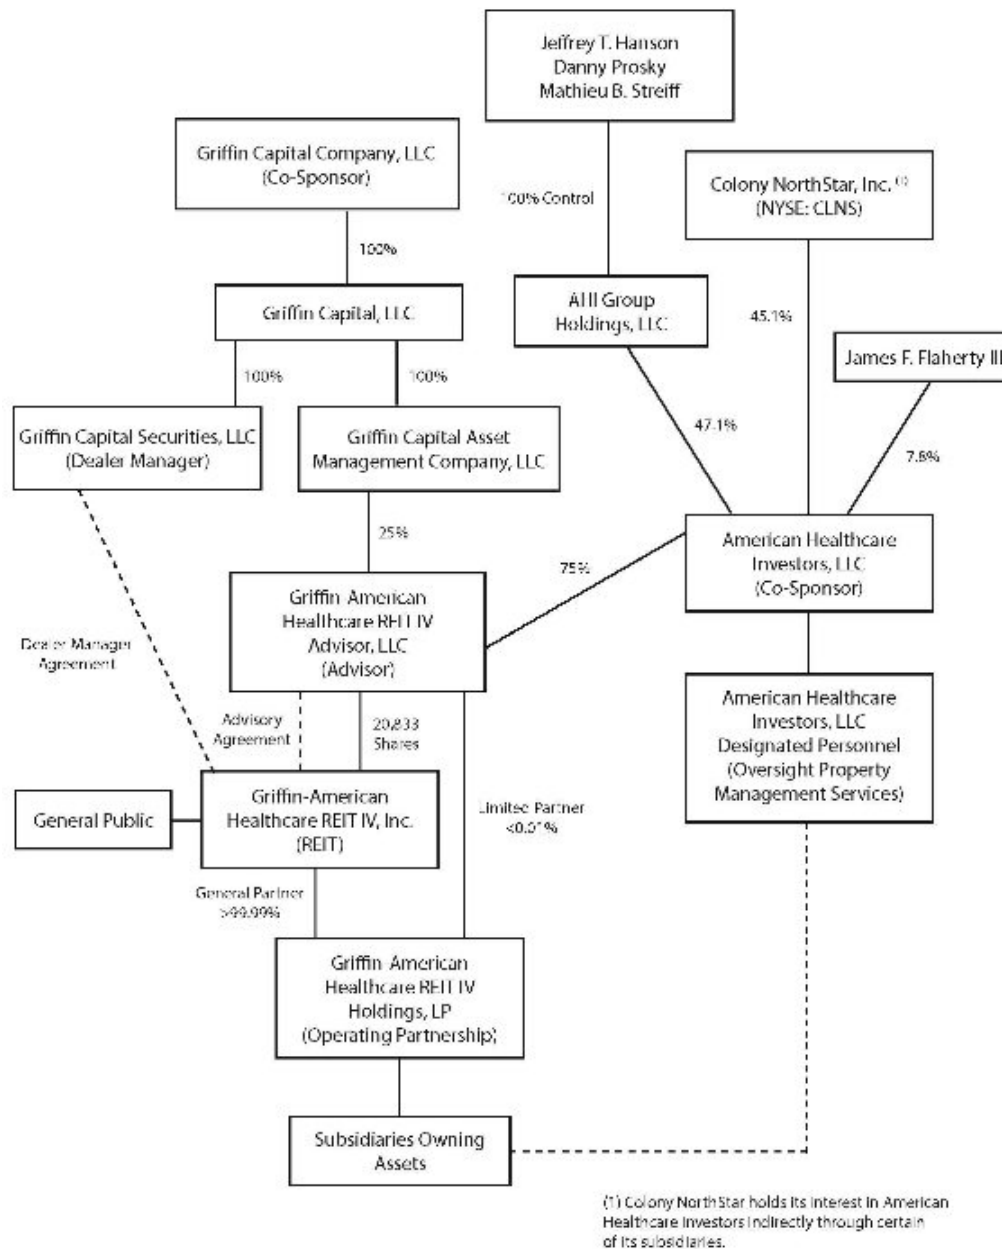 Jeffrey T. Hanson
Danny Prosky
Mathieu B. Streiff
Griffin Capital Company, LLC
(Co-Sponsor)
100% Control
Colony NorthStar, Inc. (1)
(NYSE: CLNS)
100%
Griffin Capital, LLC
AHI Group
Holdings, LLC
45.1%
James F. Flaherty III
100%
100%
Griffin Capital Securities, LLC
(Dealer Manager)
Griffin Capital Asset
Management Company, LLC
47.1%
7.8%
25%
75%
American Healthcare
Investors, LLC
(Co-Sponsor)
Griffin-American
Healthcare REIT IV
Advisor, LLC
(Advisor)
Dealer Manager
Agreement
American Healthcare
Investors, LLC
Designated Personnel
(Oversight Property
Management Services)
Advisory
Agreement
20,833
Shares
General Public
Griffin-American
Healthcare REIT IV, Inc.
(REIT)
Limited Partner
<0.01%
General Partner
>99.99%
Griffin-American
Healthcare REIT IV
Holdings, LP
(Operating Partnership)
Subsidiaries Owning
Assets
(1) Colony NorthStar holds its interest in American
Healthcare Investors indirectly through certain
of its subsidiaries.